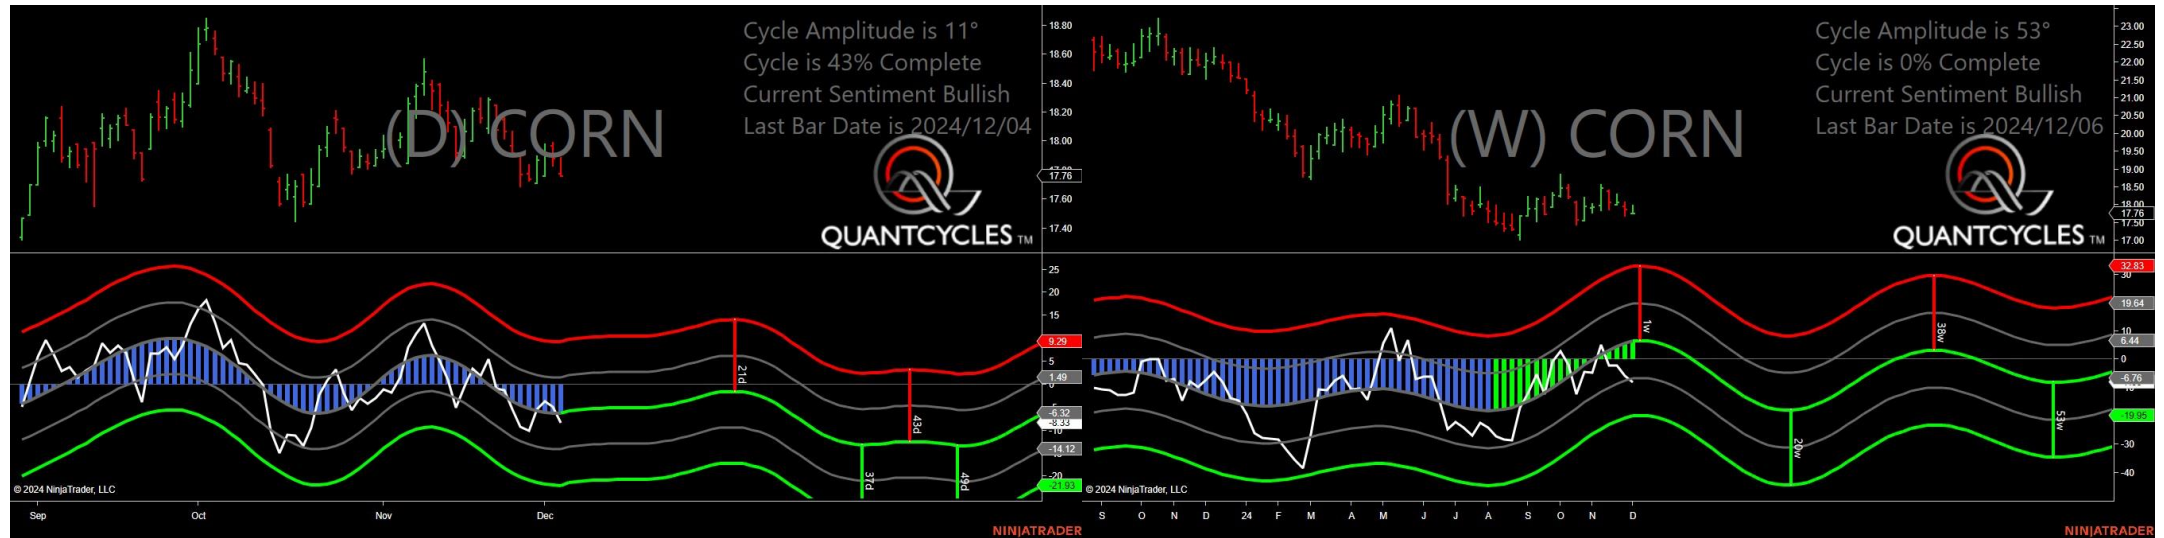 Cycle Amplitude is 11°
Cycle is 43% Complete
Current Sentiment Bullish
Last Bar Date is 2024/12/04
(D) CORN
QUANTCYCLES TM
18.80
18.60
18.40
18.20
18.00
17.76
17.60
17.40
25
20
15
9.29
5
1.49
-6.32
-8.33
-14.12
-20
-21.93
21d
43d
37d
49d
© 2024 NinjaTrader, LLC
Sep Oct Nov Dec
NINJATRADER
Cycle Amplitude is 53°
Cycle is 0% Complete
Current Sentiment Bullish
Last Bar Date is 2024/12/06
(W) CORN
QUANTCYCLES TM
23.00
22.50
22.00
21.50
21.00
20.50
20.00
19.50
19.00
18.50
18.00
17.76
17.50
17.00
32.83
30
19.64
10
6.44
0
-6.76
-19.95
-30
-40
1w
38w
20w
53w
© 2024 NinjaTrader, LLC
S O N D 24 F M A M J J A S O N D
NINJATRADER